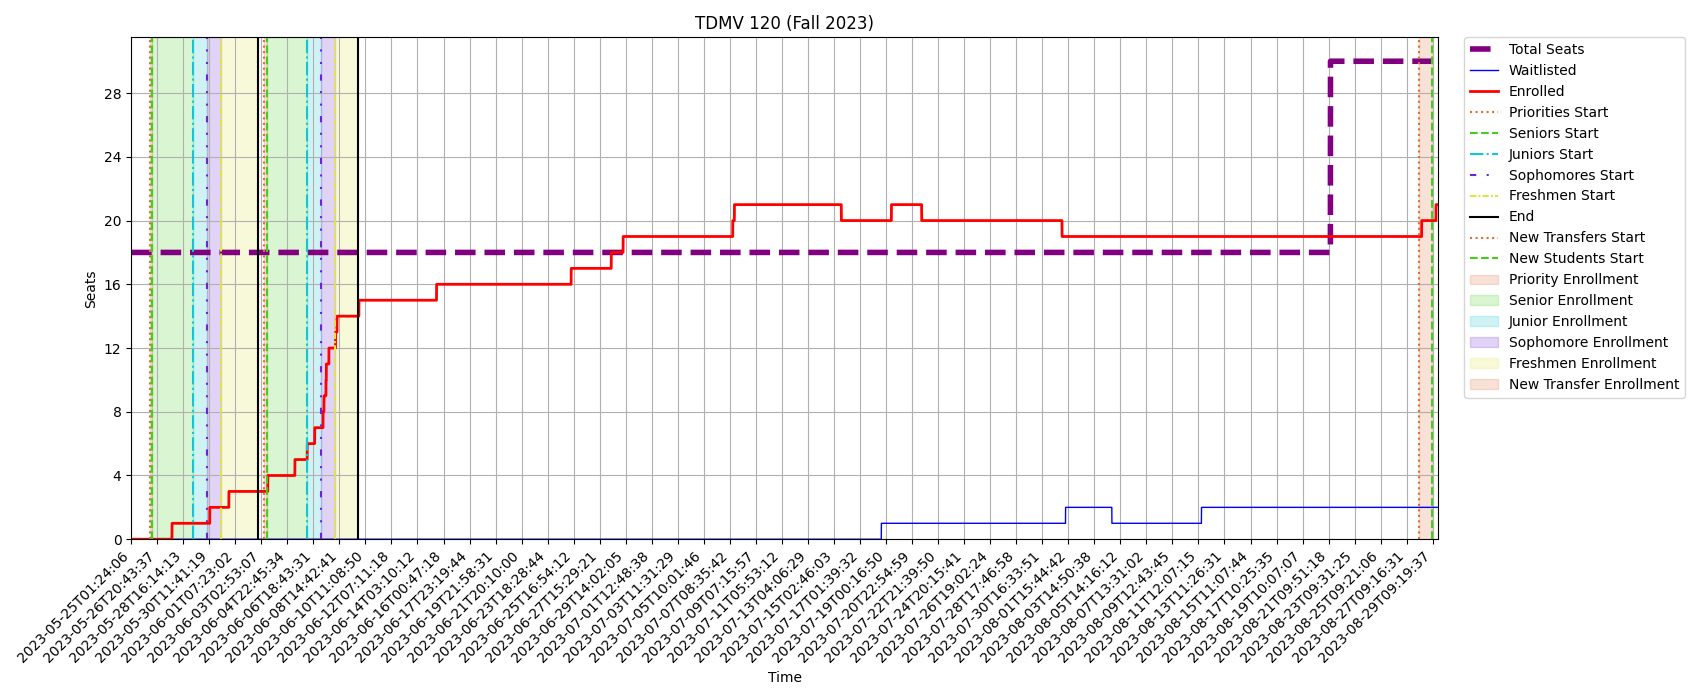 TDMV 120 (Fall 2023)
Seats
28
24
20
16
12
8
4
0
2023-05-25T01:24:06
2023-05-26T20:43:37
2023-05-28T16:14:13
2023-05-30T11:41:19
2023-06-01T07:23:02
2023-06-03T02:53:07
2023-06-04T22:45:34
2023-06-06T18:43:31
2023-06-08T14:42:41
2023-06-10T11:08:50
2023-06-12T07:11:18
2023-06-14T03:10:12
2023-06-16T00:47:18
2023-06-17T23:19:44
2023-06-19T21:58:31
2023-06-21T20:10:00
2023-06-23T18:28:44
2023-06-25T16:54:12
2023-06-27T15:29:21
2023-06-29T14:02:05
2023-07-01T12:48:38
2023-07-03T11:31:29
2023-07-05T10:01:46
2023-07-07T08:35:42
2023-07-09T07:15:57
2023-07-11T05:53:12
2023-07-13T04:06:29
2023-07-15T02:46:03
2023-07-17T01:39:32
2023-07-19T00:16:50
2023-07-20T22:54:59
2023-07-22T21:39:50
2023-07-24T20:15:41
2023-07-26T19:02:24
2023-07-28T17:46:58
2023-07-30T16:33:51
2023-08-01T15:44:42
2023-08-03T14:50:38
2023-08-05T14:16:12
2023-08-07T13:31:02
2023-08-09T12:43:45
2023-08-11T12:07:15
2023-08-13T11:26:31
2023-08-15T11:07:44
2023-08-17T10:25:35
2023-08-19T10:07:07
2023-08-21T09:51:18
2023-08-23T09:31:25
2023-08-25T09:21:06
2023-08-27T09:16:31
2023-08-29T09:19:37
Time
Total Seats
Waitlisted
Enrolled
Priorities Start
Seniors Start
Juniors Start
Sophomores Start
Freshmen Start
End
New Transfers Start
New Students Start
Priority Enrollment
Senior Enrollment
Junior Enrollment
Sophomore Enrollment
Freshmen Enrollment
New Transfer Enrollment